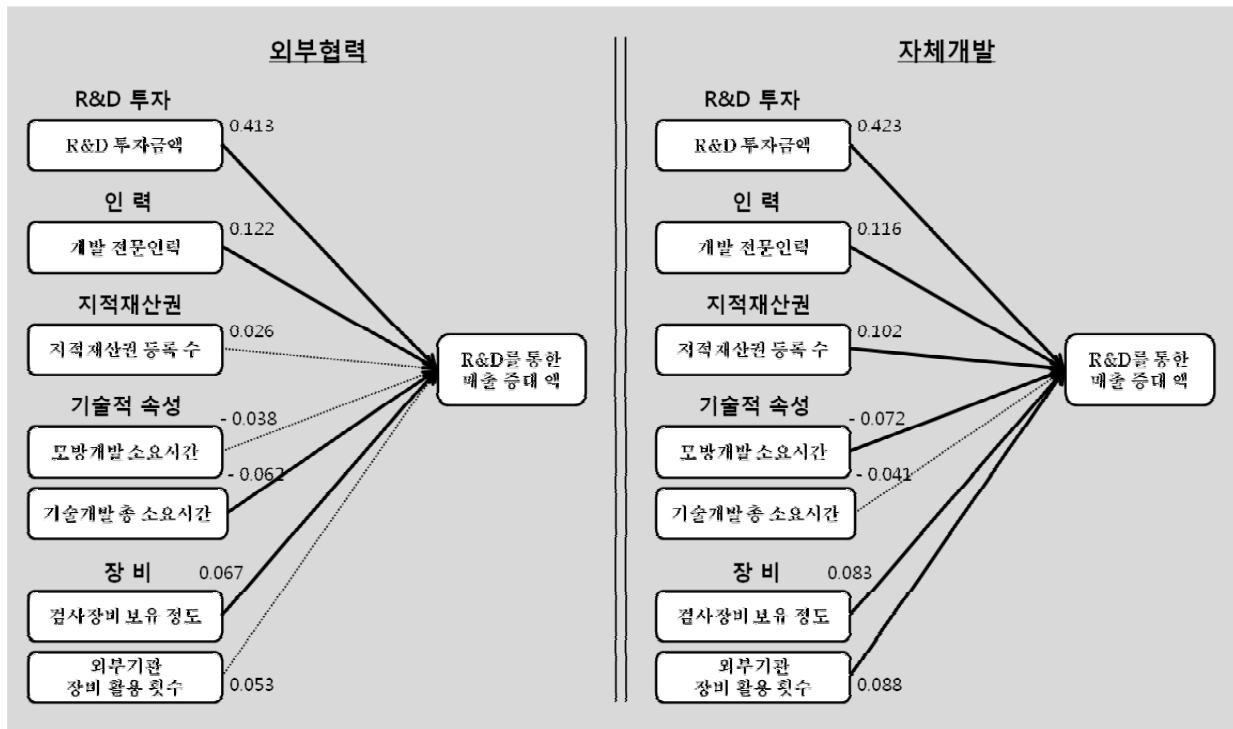 외부협력
R&D 투자
R&D 투자금액
0.413
인 력
개발 전문인력
0.122
지적재산권
지적재산권 등록 수
0.026
기술적 속성
모방개발 소요시간
- 0.038
기술개발 총 소요시간
- 0.062
장 비
검사장비 보유 정도
0.067
외부기관
장비 활용 횟수
0.053
R&D를 통한
매출 증대 액
자체개발
R&D 투자
R&D 투자금액
0.423
인 력
개발 전문인력
0.116
지적재산권
지적재산권 등록 수
0.102
기술적 속성
모방개발 소요시간
- 0.072
기술개발 총 소요시간
- 0.041
장 비
검사장비 보유 정도
0.083
외부기관
장비 활용 횟수
0.088
R&D를 통한
매출 증대 액